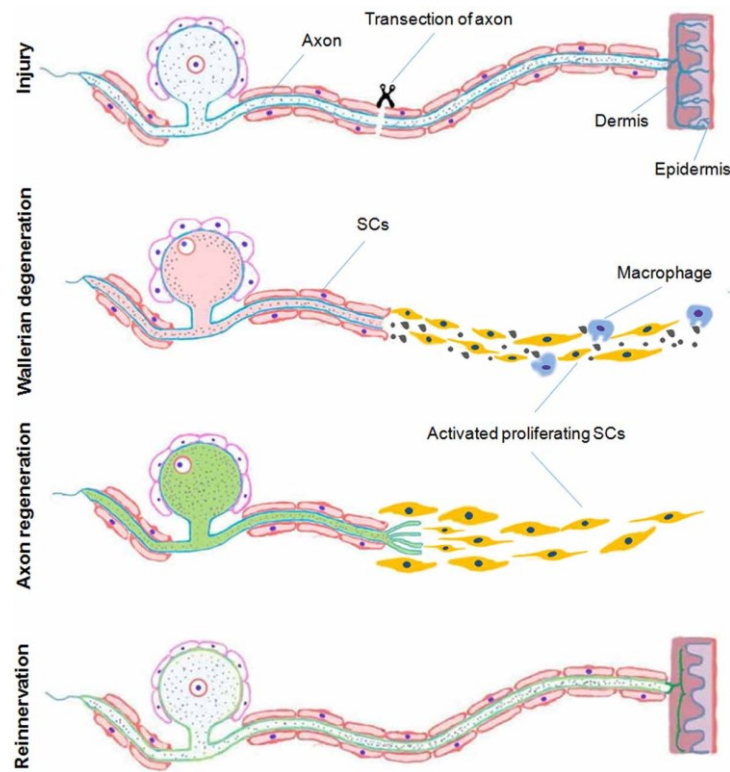 Injury
Transection of axon
Axon
Dermis
Epidermis
Wallerian degeneration
SCs
Macrophage
Activated proliferating SCs
Axon regeneration
Reinnervation